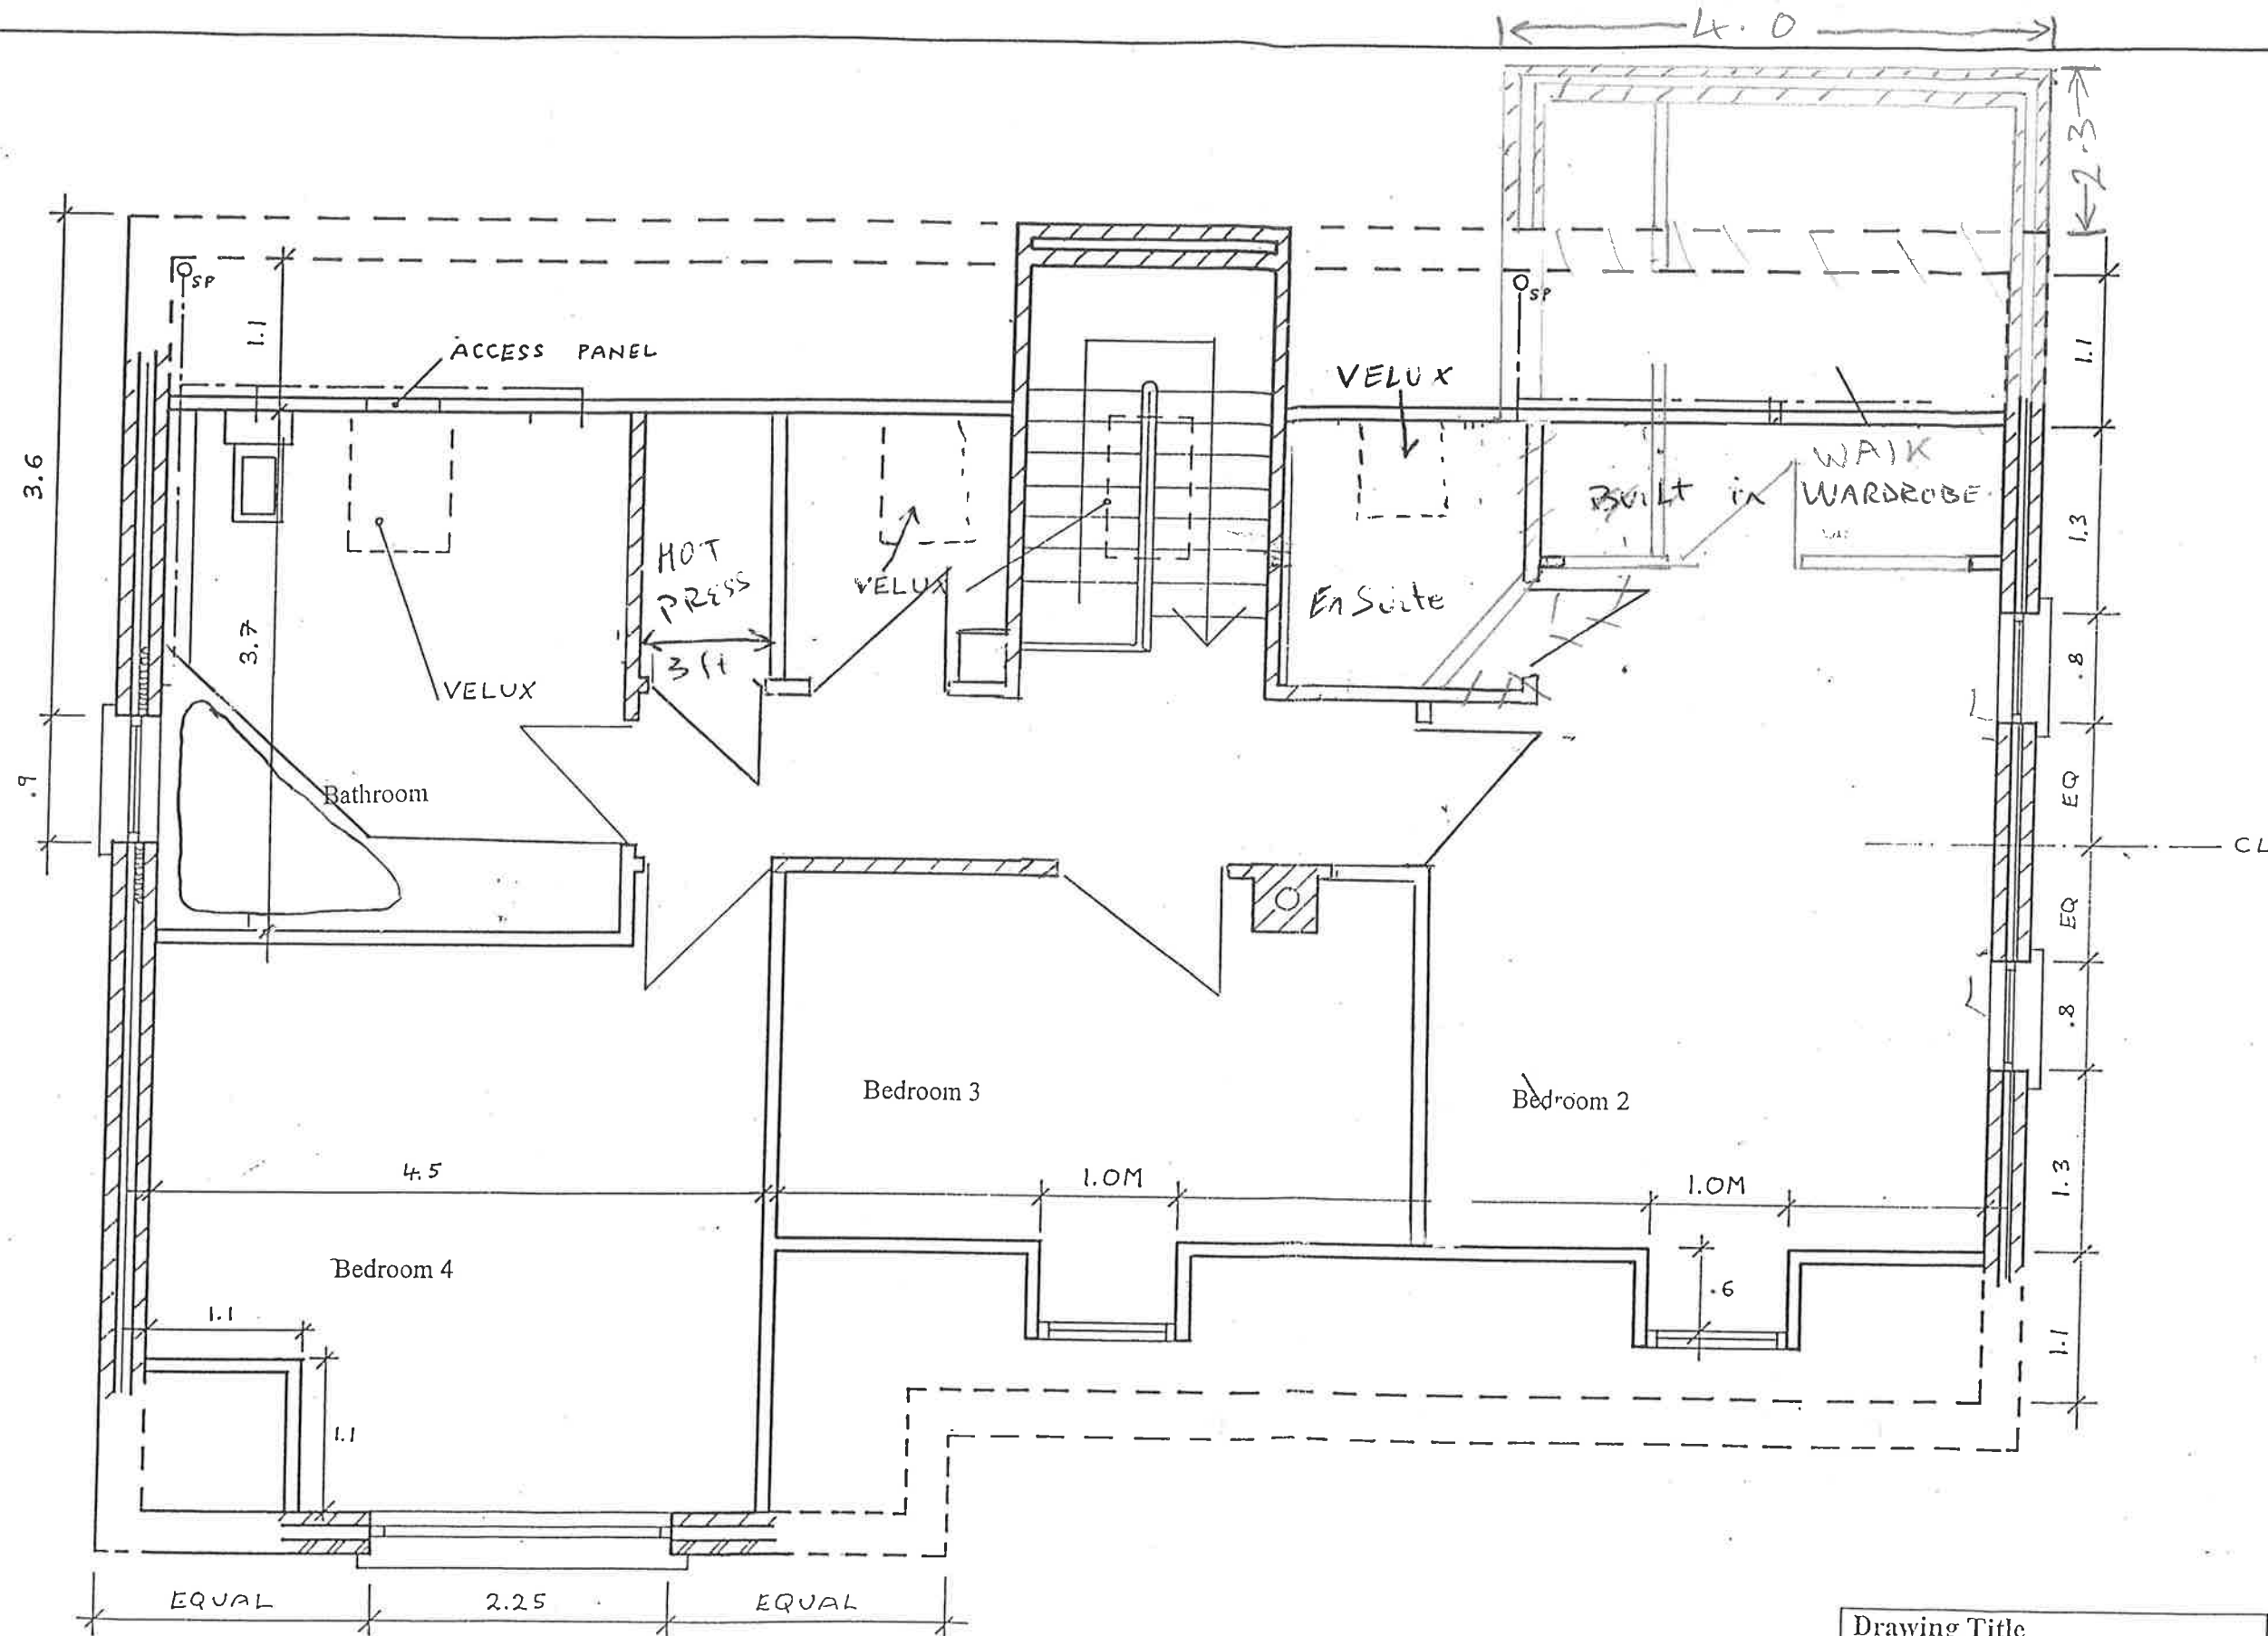 4.0
2.3
SP
1.1
ACCESS PANEL
VELUX
SP
1.1
3.6
WAIK
Built in WARDROBE
1.3
HOT
PRESS
VELUX
En Suite
3.7
3 ft
.8
VELUX
.9
Bathroom
EQ
CL
EQ
.8
Bedroom 3
Bedroom 2
4.5
1.0M
1.0M
1.3
Bedroom 4
.6
1.1
1.1
1.1
EQUAL
2.25
EQUAL
Drawing Title